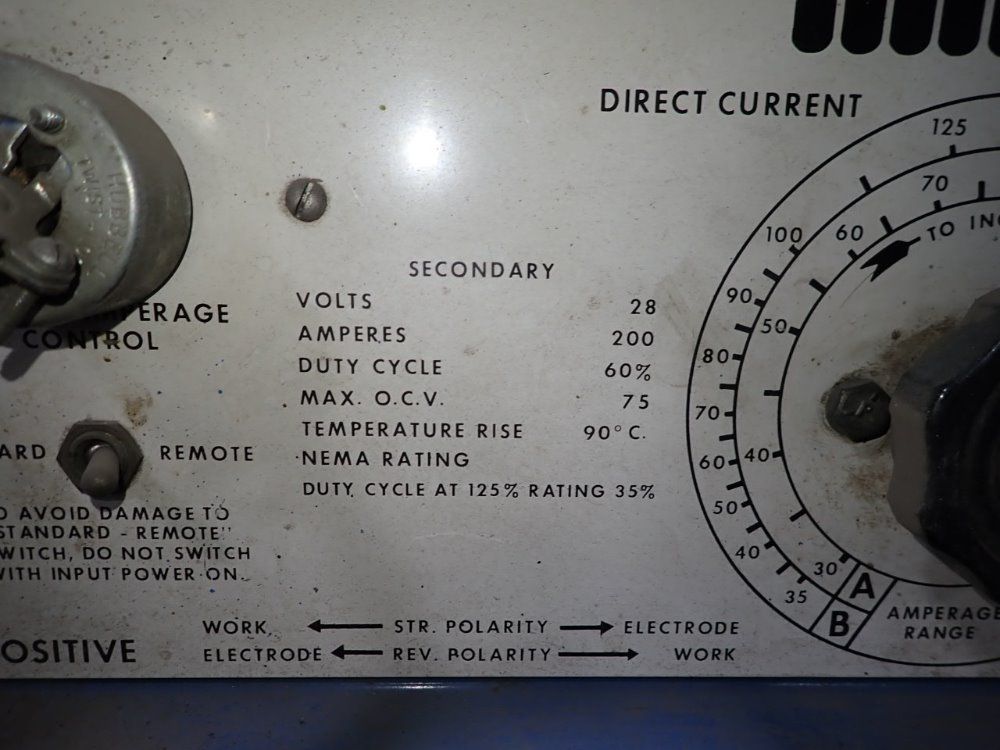 DIRECT CURRENT
125
70
TO IN
100
60
90
50
80
70
40
60
50
40
30
35
A
B
AMPERAGE
RANGE
HUBBELL
TWIST
AMPERAGE
CONTROL
REMOTE
O AVOID DAMAGE TO
STANDARD - REMOTE"
WITCH, DO NOT SWITCH
WITH INPUT POWER ON.
SECONDARY
VOLTS 28
AMPERES 200
DUTY CYCLE 60%
MAX. O.C.V. 75
TEMPERATURE RISE 90° C.
NEMA RATING
DUTY CYCLE AT 125% RATING 35%
OSITIVE
WORK STR. POLARITY ELECTRODE
ELECTRODE REV. POLARITY WORK